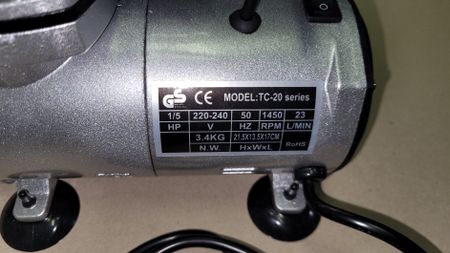 GS CE MODEL:TC-20 series
1/5 220-240 50 1450 23
HP V HZ RPM L/MIN
3.4KG 21.5X13.5X17CM RoHS
N.W. HxWxL